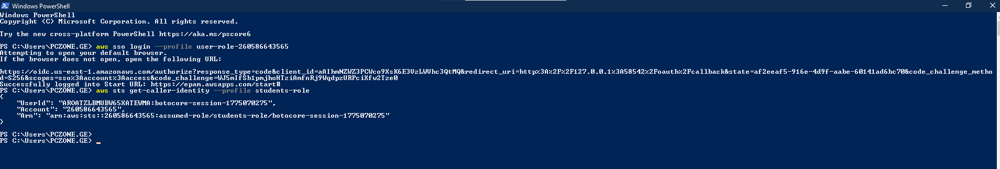 Windows PowerShell
Windows PowerShell
Copyright (C) Microsoft Corporation. All rights reserved.
Try the new cross-platform PowerShell https://aka.ms/pscore6
PS C:\Users\PCZONE.GE> aws sso login --profile user-role-260586643565
Attempting to open your default browser.
If the browser does not open, open the following URL:
https://oidc.us-east-1.amazonaws.com/authorize?response_type=code&client_id=aAIhmNZWZ3PCWco9XsK6E3VzLWVhc3QtMQ&redirect_uri=http%3A%2F%2F127.0.0.1%3A58542%2Foauth%2Fcallback&state=af2eeaf5-916e-4d9f-aabe-60141ad6bc70&code_challenge_metho
d=S256&scopes=sso%3Aaccount%3Aaccess&code_challenge=WJ5mIfSb1pmjhoHTziAmfnRj9WqdpzURPciXfw2Tze0
Successfully logged into Start URL: https://epam.awsapps.com/start#
PS C:\Users\PCZONE.GE> aws sts get-caller-identity --profile students-role
{
    "UserId": "AROATZLBMUBW65XATEWMA:botocore-session-1775070275",
    "Account": "260586643565",
    "Arn": "arn:aws:sts::260586643565:assumed-role/students-role/botocore-session-1775070275"
}
PS C:\Users\PCZONE.GE>
PS C:\Users\PCZONE.GE> _